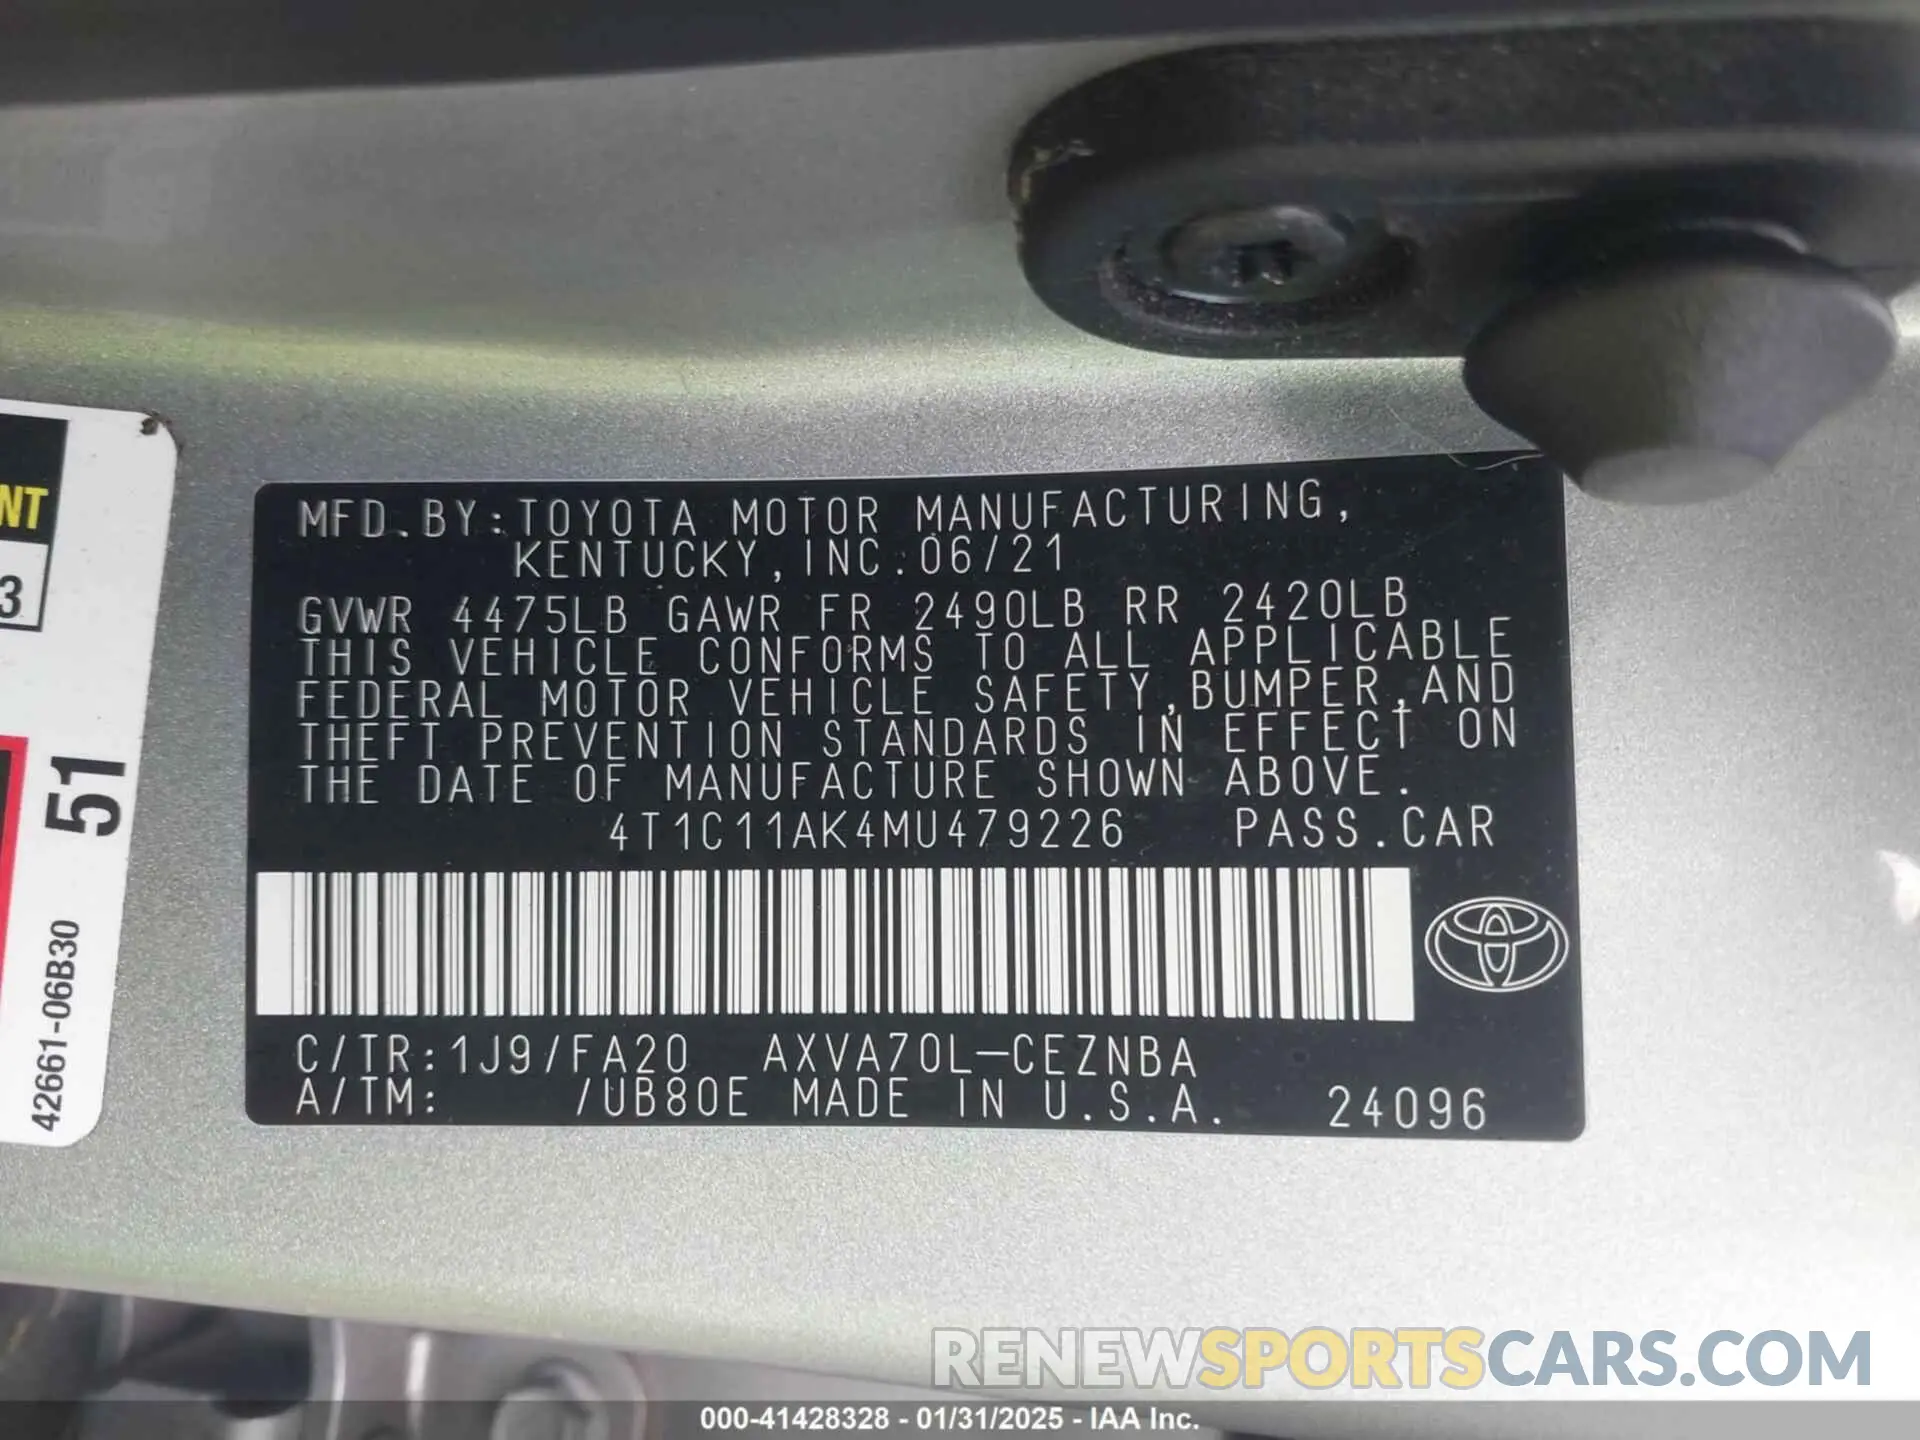 NT
3
51
42661-06B30
MFD.BY:TOYOTA MOTOR MANUFACTURING,
KENTUCKY,INC.06/21
GVWR 4475LB GAWR FR 2490LB RR 2420LB
THIS VEHICLE CONFORMS TO ALL APPLICABLE
FEDERAL MOTOR VEHICLE SAFETY,BUMPER,AND
THEFT PREVENTION STANDARDS IN EFFECT ON
THE DATE OF MANUFACTURE SHOWN ABOVE.
4T1C11AK4MU479226 PASS.CAR
C/TR:1J9/FA20 AXVA70L-CEZNBA
A/TM: /UB80E MADE IN U.S.A. 24096
RENEWSPORTSCARS.COM
000-41428328 - 01/31/2025 - IAA Inc.